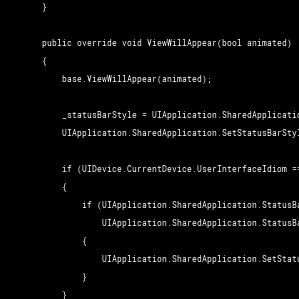 }
public override void ViewWillAppear(bool animated)
{
base.ViewWillAppear(animated);
_statusBarStyle = UIApplication.SharedApplicatio
UIApplication.SharedApplication.SetStatusBarStyl
if (UIDevice.CurrentDevice.UserInterfaceIdiom ==
{
if (UIApplication.SharedApplication.StatusBa
UIApplication.SharedApplication.StatusBa
{
UIApplication.SharedApplication.SetStatu
}
}